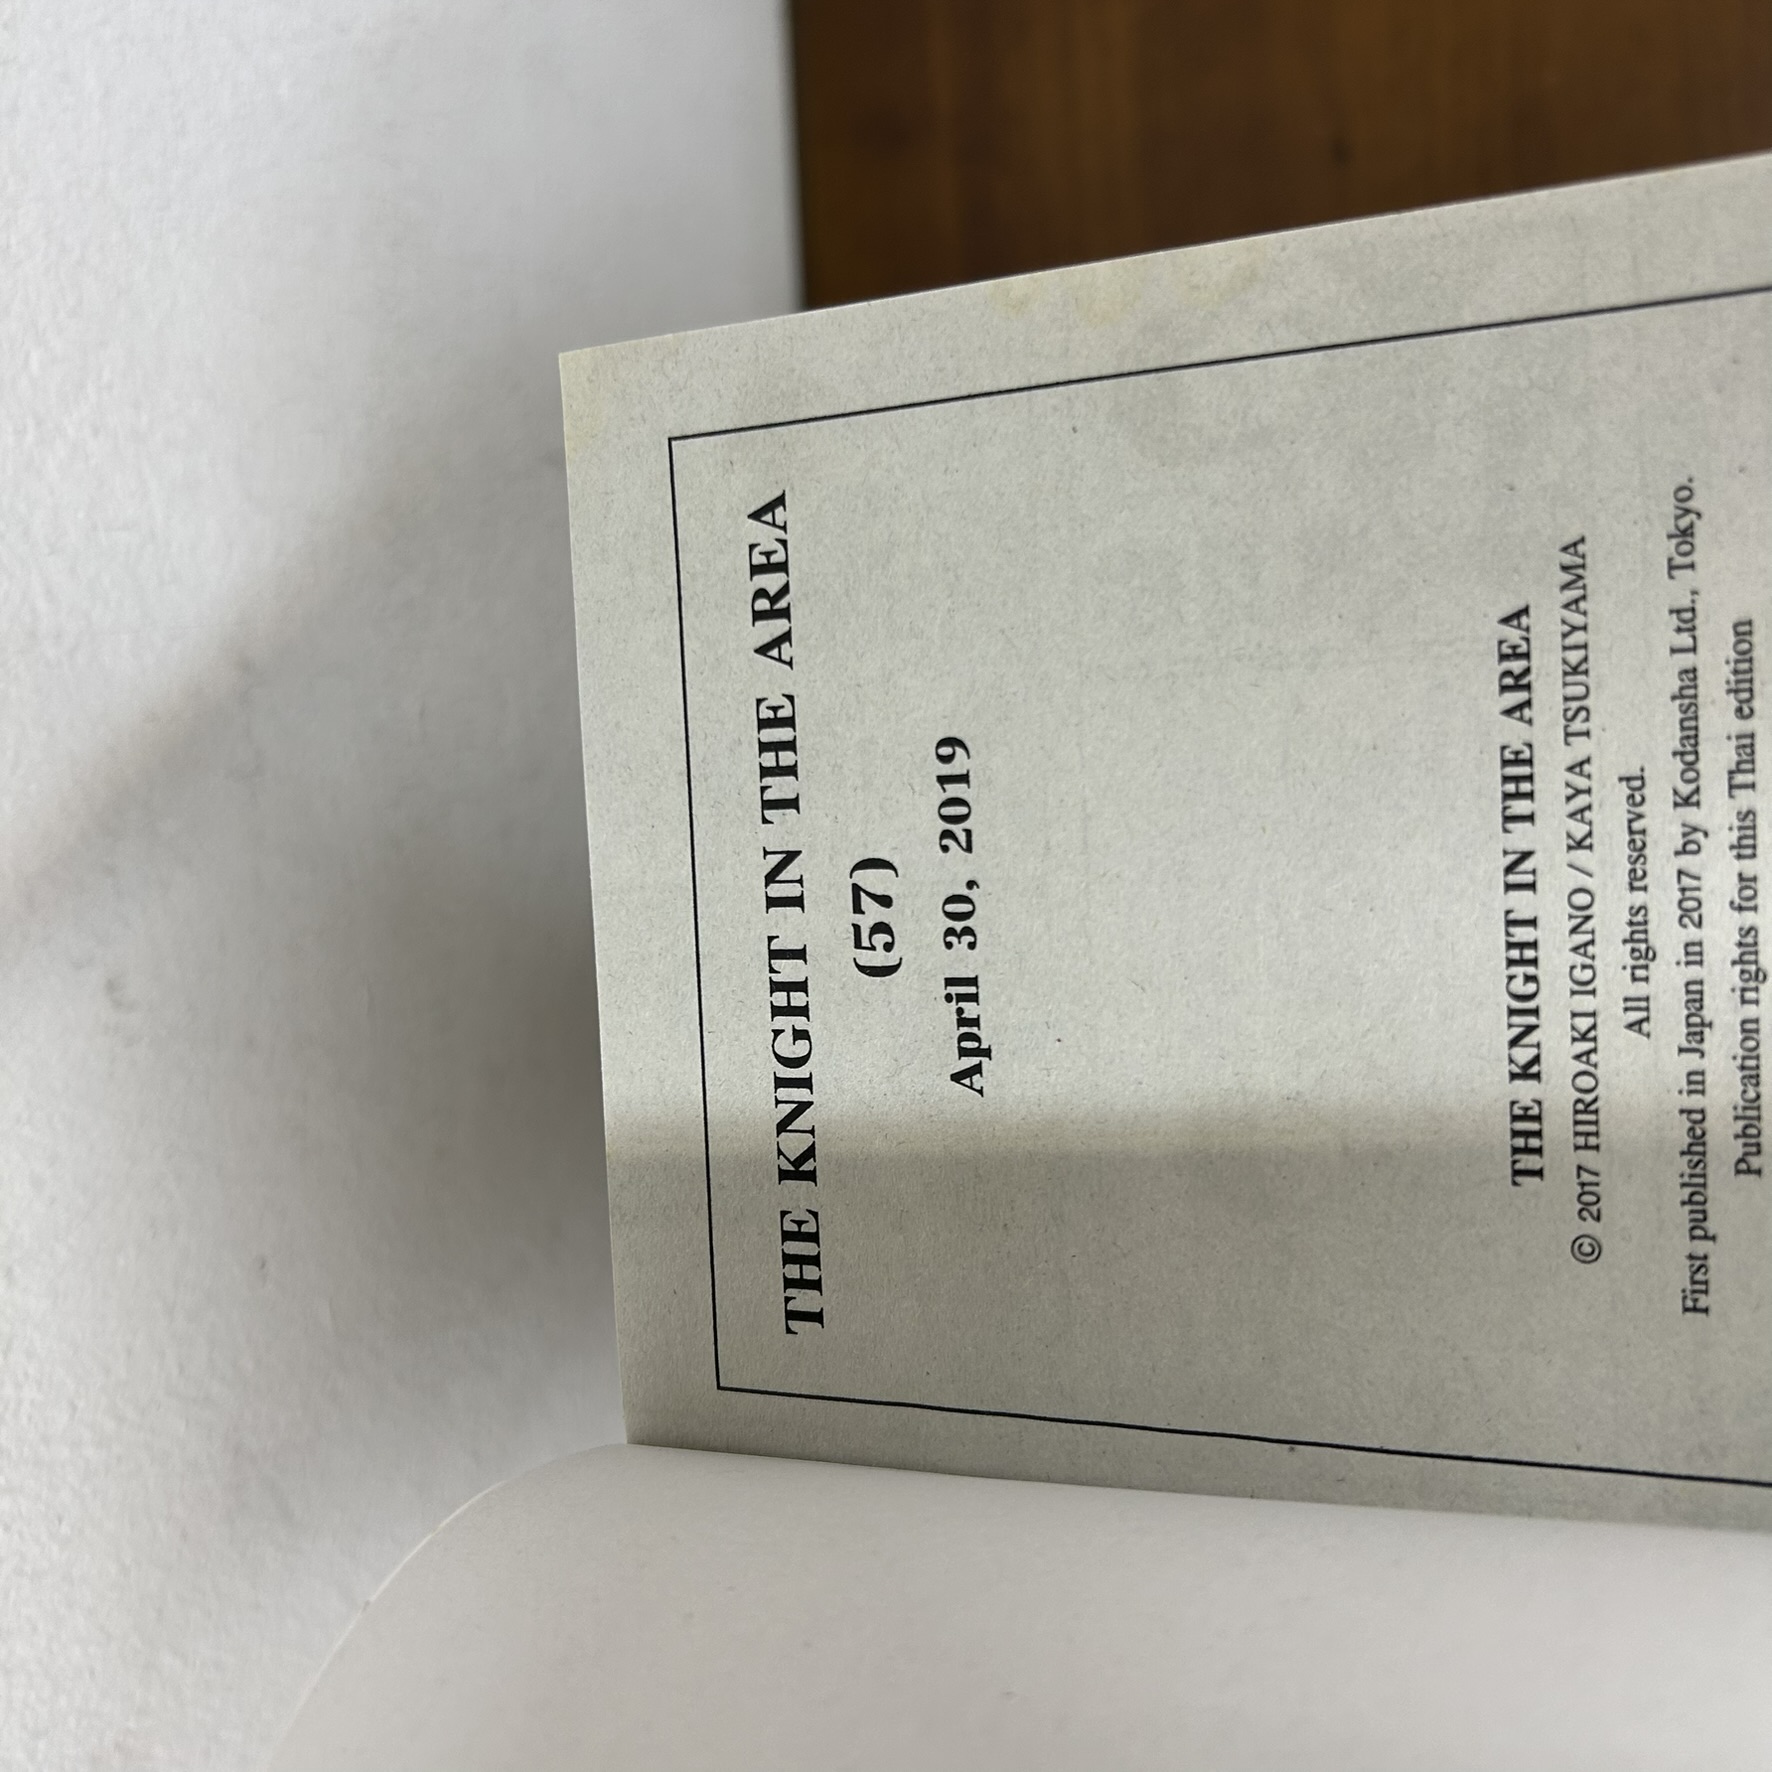 THE KNIGHT IN THE AREA
(57)
April 30, 2019
THE KNIGHT IN THE AREA
© 2017 HIROAKI IGANO / KAYA TSUKIYAMA
All rights reserved.
First published in Japan in 2017 by Kodansha Ltd., Tokyo.
Publication rights for this Thai edition